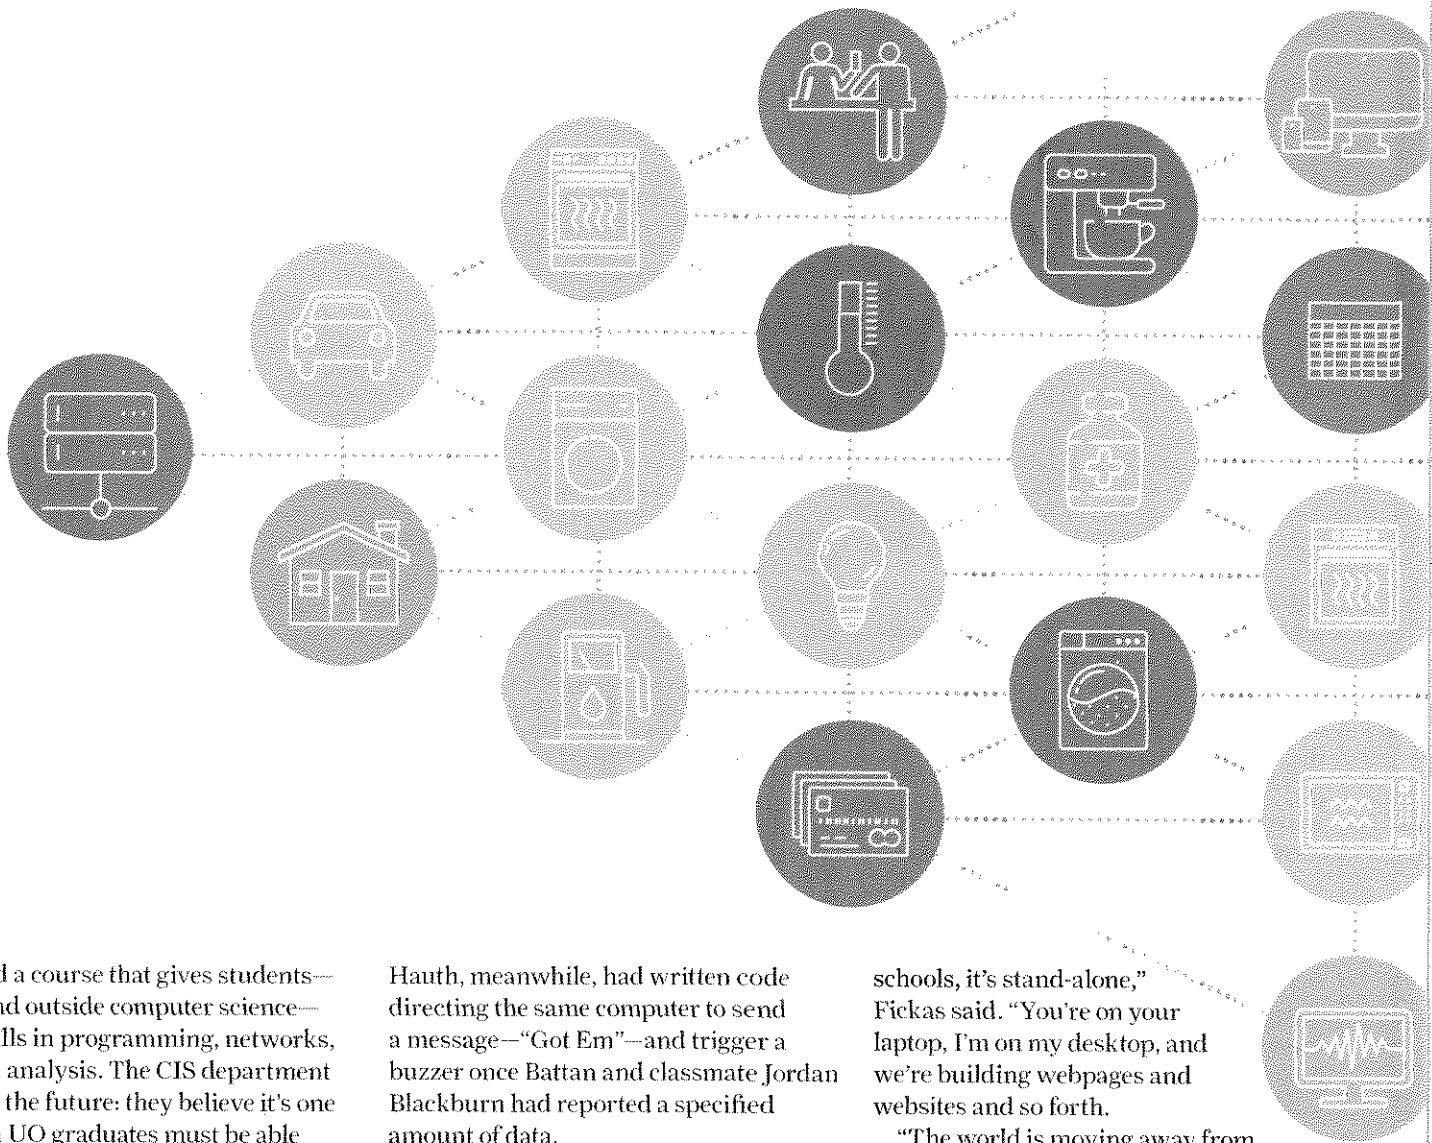 a course that gives students—
outside computer science—
in programming, networks,
analysis. The CIS department
the future: they believe it's one
UO graduates must be able
Hauth, meanwhile, had written code
directing the same computer to send
a message—“Got Em”—and trigger a
buzzer once Battan and classmate Jordan
Blackburn had reported a specified
amount of data.
schools, it's stand-alone,”
Fickas said. “You're on your
laptop, I'm on my desktop, and
we're building webpages and
websites and so forth.
“The world is moving away from